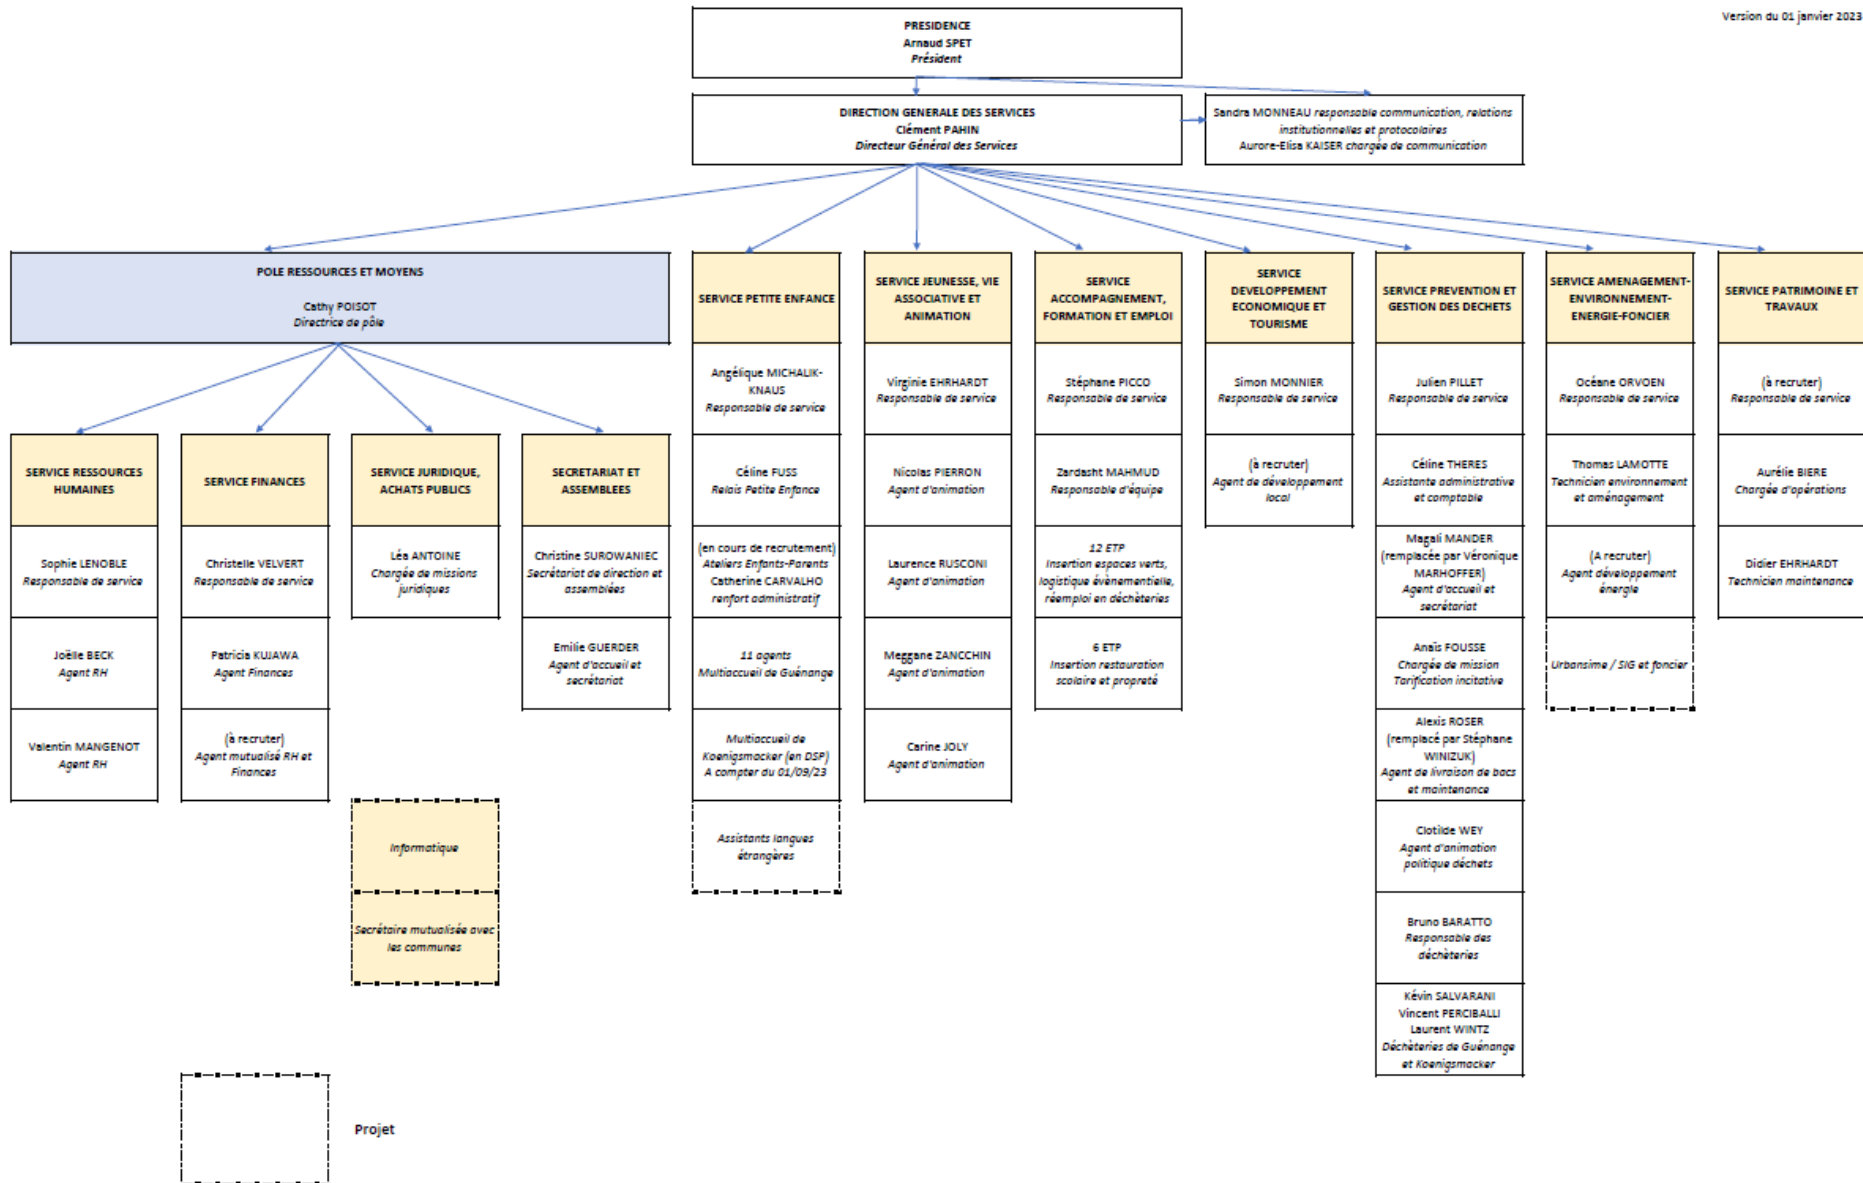 Version du 01 janvier 2023
PRESIDENCE
Arnaud SPET
Président
DIRECTION GENERALE DES SERVICES
Clément PAHIN
Directeur Général des Services
Sandra MONNEAU responsable communication, relations
institutionnelles et protocolaires
Aurore-Elisa KAISER chargée de communication
POLE RESSOURCES ET MOYENS
Cathy POISOT
Directrice de pôle
SERVICE RESSOURCES
HUMAINES
Sophie LENOBLE
Responsable de service
Joëlle BECK
Agent RH
Valentin MANGENOT
Agent RH
SERVICE FINANCES
Christelle VELVERT
Responsable de service
Patricia KUJAWA
Agent Finances
(à recruter)
Agent mutualisé RH et
Finances
SERVICE JURIDIQUE,
ACHATS PUBLICS
Léa ANTOINE
Chargée de missions
juridiques
Informatique
Secrétaire mutualisée avec
les communes
SECRETARIAT ET
ASSEMBLEES
Christine SUROWANIEC
Secrétariat de direction et
assemblées
Emilie GUERDER
Agent d'accueil et
secrétariat
SERVICE PETITE ENFANCE
Angélique MICHALIK-
KNAUS
Responsable de service
Céline FUSS
Relais Petite Enfance
(en cours de recrutement)
Ateliers Enfants-Parents
Catherine CARVALHO
renfort administratif
11 agents
Multiaccueil de Guénange
Multiaccueil de
Koenigsmacker (en DSP)
A compter du 01/09/23
Assistants langues
étrangères
SERVICE JEUNESSE, VIE
ASSOCIATIVE ET
ANIMATION
Virginie EHRHARDT
Responsable de service
Nicolas PIERRON
Agent d'animation
Laurence RUSCONI
Agent d'animation
Meggane ZANCCHIN
Agent d'animation
Carine JOLY
Agent d'animation
SERVICE
ACCOMPAGNEMENT,
FORMATION ET EMPLOI
Stéphane PICCO
Responsable de service
Zardasht MAHMUD
Responsable d'équipe
12 ETP
Insertion espaces verts,
logistique évènementielle,
réemploi en déchèteries
6 ETP
Insertion restauration
scolaire et propreté
SERVICE
DEVELOPPEMENT
ECONOMIQUE ET
TOURISME
Simon MONNIER
Responsable de service
(à recruter)
Agent de développement
local
SERVICE PREVENTION ET
GESTION DES DECHETS
Julien PILLET
Responsable de service
Céline THERES
Assistante administrative
et comptable
Magali MANDER
(remplacée par Véronique
MARHOFFER)
Agent d'accueil et
secrétariat
Anaïs FOUSSE
Chargée de mission
Tarification incitative
Alexis ROSER
(remplacé par Stéphane
WINIZUK)
Agent de livraison de bacs
et maintenance
Clotilde WEY
Agent d'animation
politique déchets
Bruno BARATTO
Responsable des
déchèteries
Kévin SALVARANI
Vincent PERCIBALLI
Laurent WINTZ
Déchèteries de Guénange
et Koenigsmacker
SERVICE AMENAGEMENT-
ENVIRONNEMENT-
ENERGIE-FONCIER
Océane ORVOEN
Responsable de service
Thomas LAMOTTE
Technicien environnement
et aménagement
(A recruter)
Agent développement
énergie
Urbansime / SIG et foncier
SERVICE PATRIMOINE ET
TRAVAUX
(à recruter)
Responsable de service
Aurélie BIERE
Chargée d'opérations
Didier EHRHARDT
Technicien maintenance
Projet